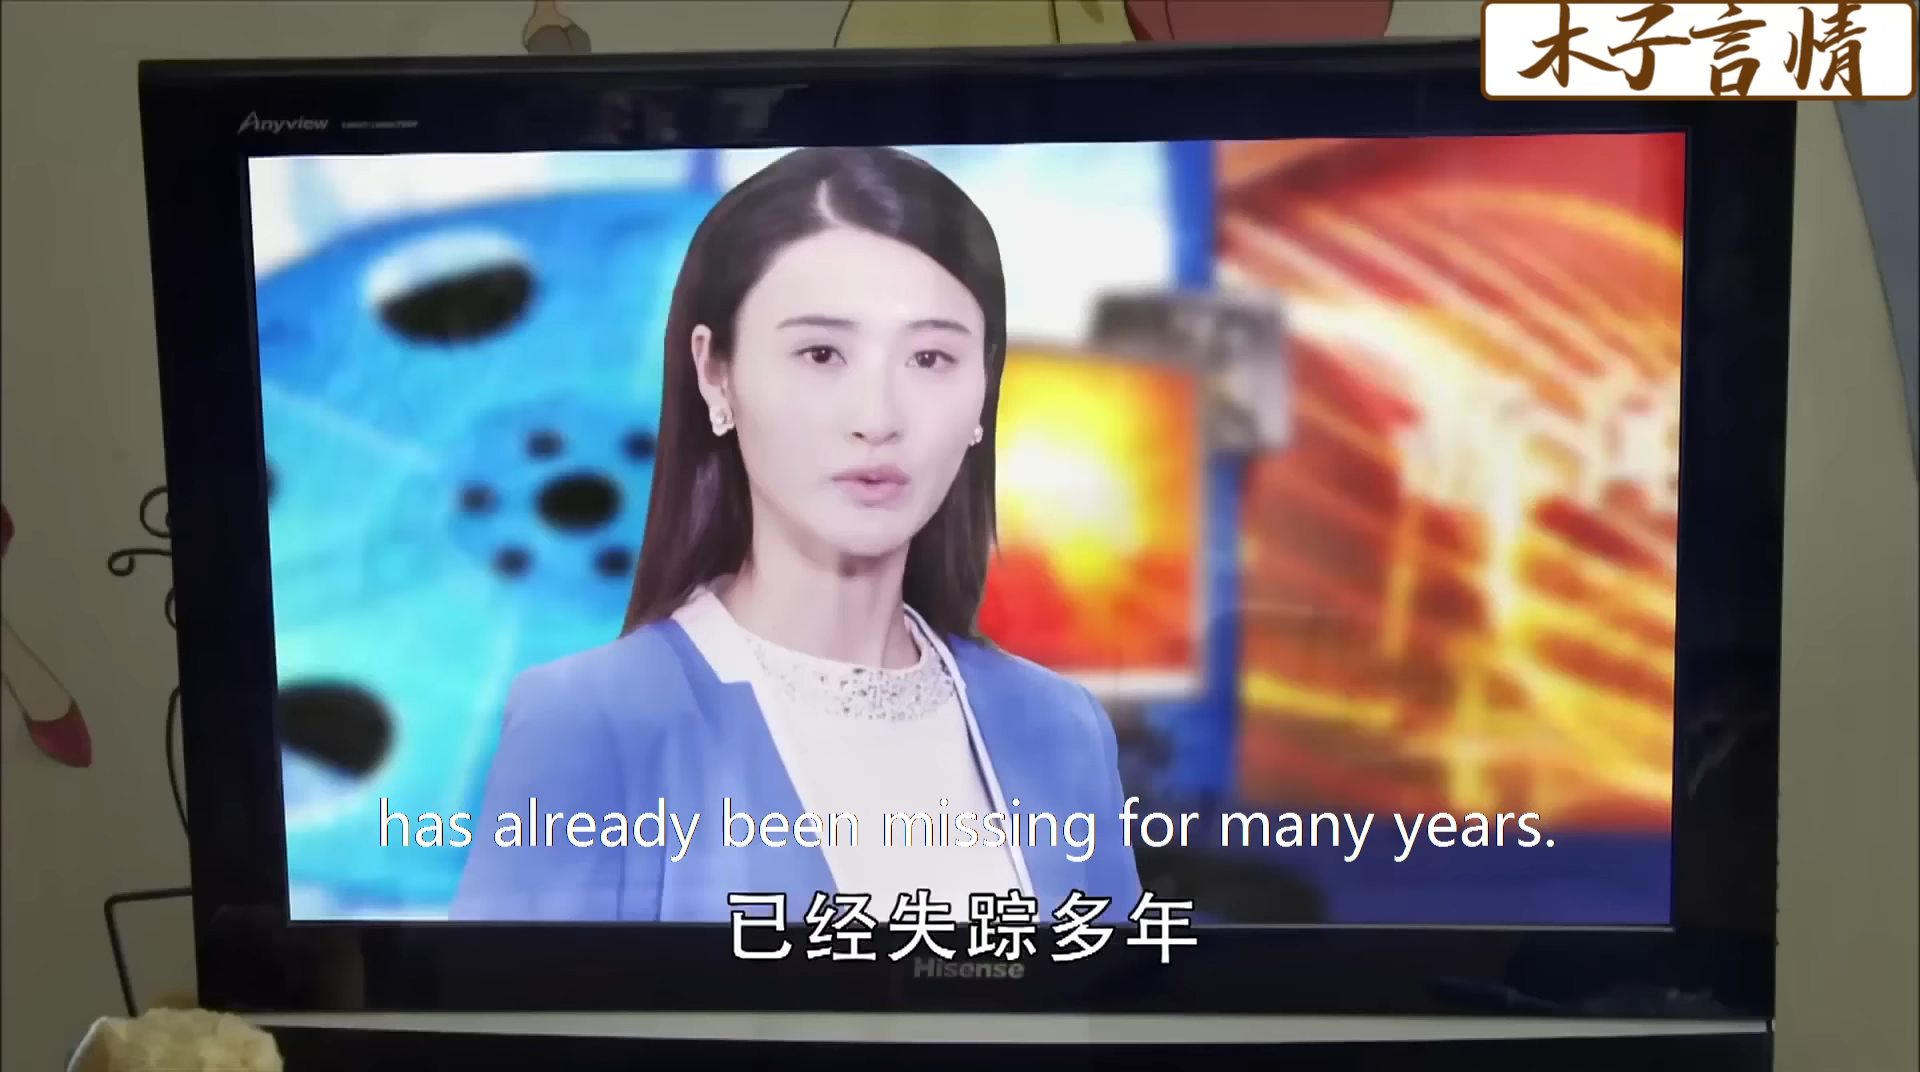 木子言情
Anyview
has already been missing for many years.
已经失踪多年
Hisense